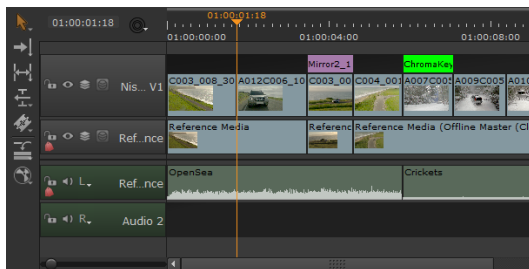 01:00:01:18
01:00:01:18
01:00:00:00 01:00:04:00 01:00:08:00
Mirror2_1 ChromaKey
Nis... V1 C003_008_30 A012C006_10 C003_00 C004_001 A007C005 A009C005 A010
Ref...nce Reference Media Referenc Reference Media (Offline Master (Cl
L Ref...nce OpenSea Crickets
R Audio 2